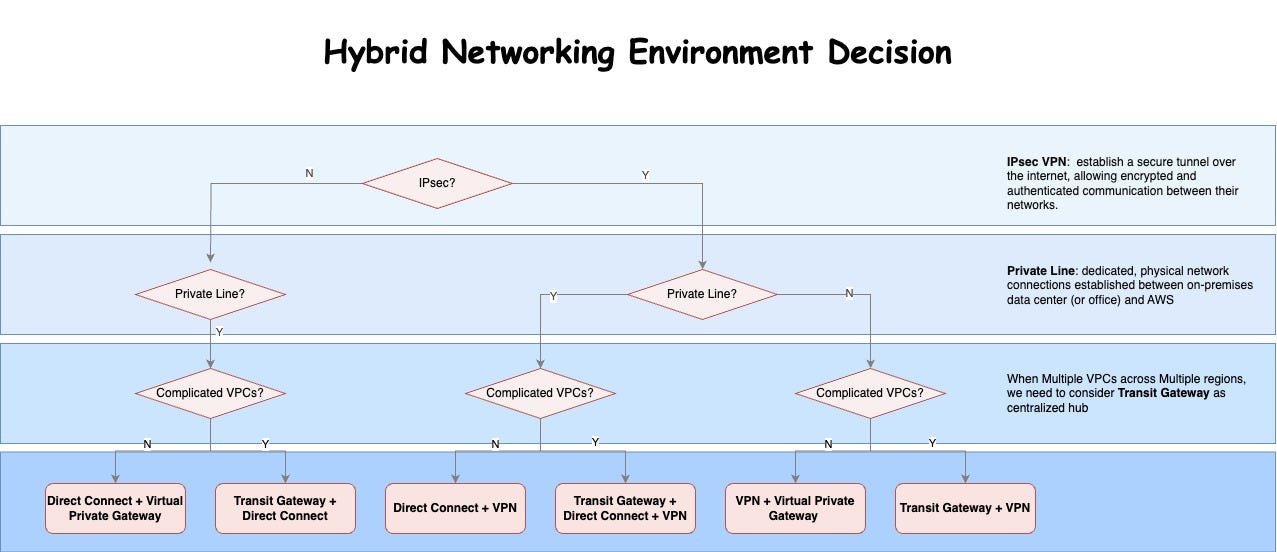 Hybrid Networking Environment Decision
N
IPsec?
Y
IPsec VPN:  establish a secure tunnel over
the internet, allowing encrypted and
authenticated communication between their
networks.
Private Line?
Y
Private Line?
Y
N
Private Line: dedicated, physical network
connections established between on-premises
data center (or office) and AWS
Complicated VPCs?
Complicated VPCs?
Complicated VPCs?
When Multiple VPCs across Multiple regions,
we need to consider Transit Gateway as
centralized hub
N
Y
N
Y
N
Y
Direct Connect + Virtual
Private Gateway
Transit Gateway +
Direct Connect
Direct Connect + VPN
Transit Gateway +
Direct Connect + VPN
VPN + Virtual Private
Gateway
Transit Gateway + VPN